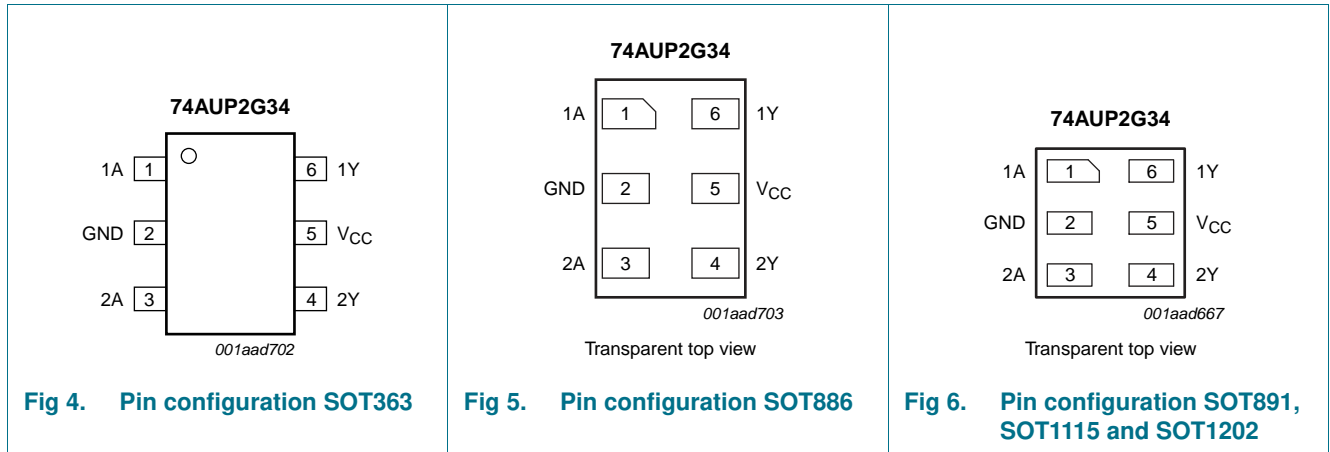 74AUP2G34
1A 1 6 1Y
GND 2 5 VCC
2A 3 4 2Y
001aad702
Fig 4. Pin configuration SOT363
74AUP2G34
1A 1 6 1Y
GND 2 5 VCC
2A 3 4 2Y
001aad703
Transparent top view
Fig 5. Pin configuration SOT886
74AUP2G34
1A 1 6 1Y
GND 2 5 VCC
2A 3 4 2Y
001aad667
Transparent top view
Fig 6. Pin configuration SOT891,
SOT1115 and SOT1202